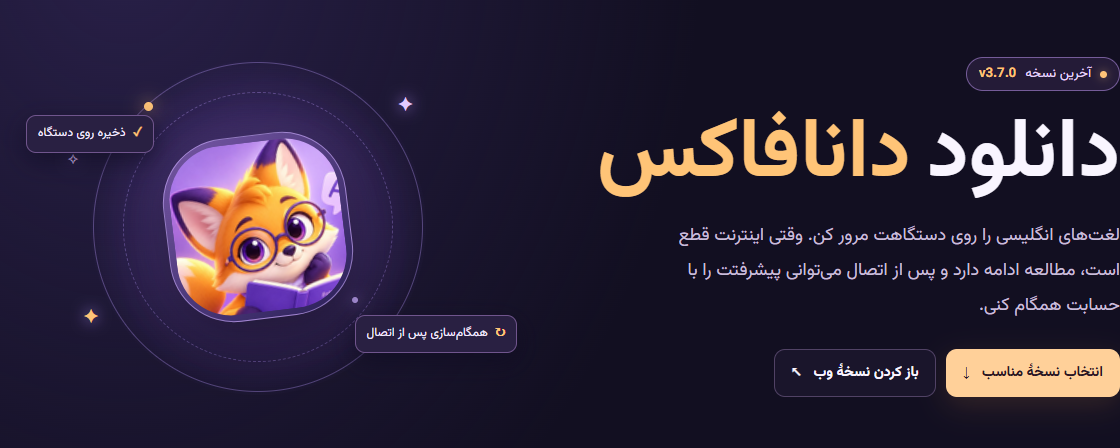 آخرین نسخه v3.7.0
دانلود دانافاکس
لغت‌های انگلیسی را روی دستگاهت مرور کن. وقتی اینترنت قطع
است، مطالعه ادامه دارد و پس از اتصال می‌توانی پیشرفتت را با
حسابت همگام کنی.
انتخاب نسخهٔ مناسب ↓
باز کردن نسخهٔ وب ↖
✓ ذخیره روی دستگاه
↻ همگام‌سازی پس از اتصال
A